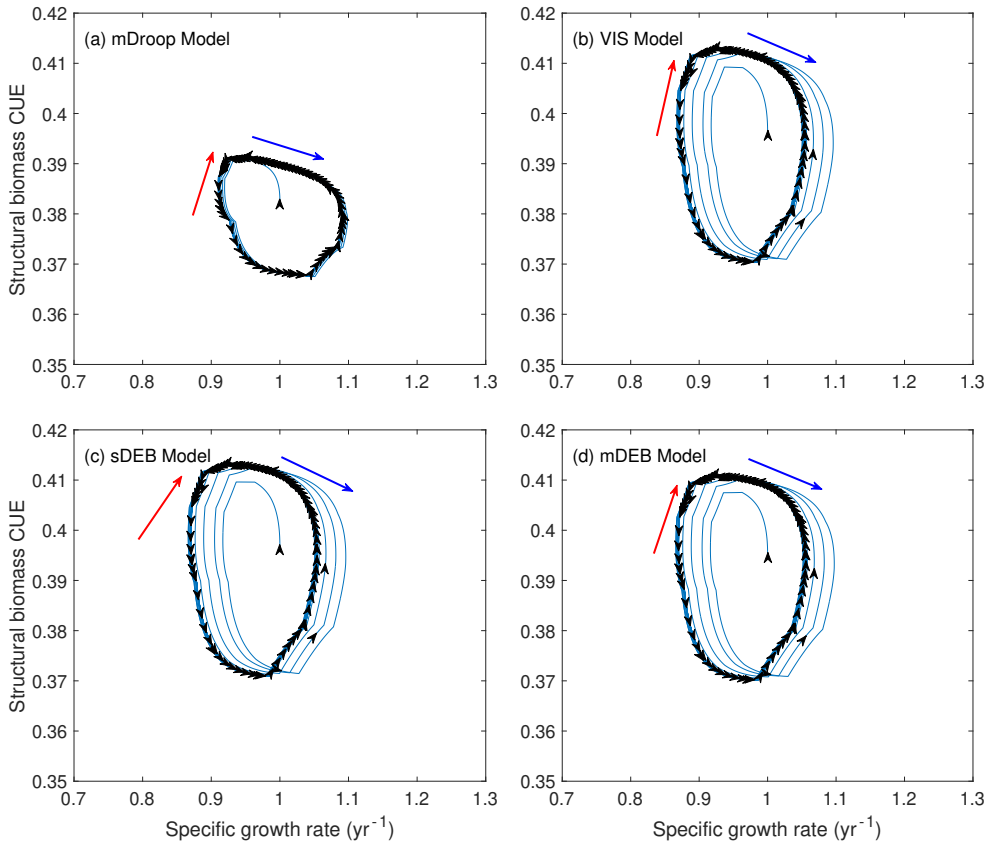 (a) mDroop Model
0.42
0.41
0.4
0.39
0.38
0.37
0.36
0.35
Structural biomass CUE
0.7 0.8 0.9 1 1.1 1.2 1.3
(b) VIS Model
0.42
0.41
0.4
0.39
0.38
0.37
0.36
0.35
0.7 0.8 0.9 1 1.1 1.2 1.3
(c) sDEB Model
0.42
0.41
0.4
0.39
0.38
0.37
0.36
0.35
Structural biomass CUE
0.7 0.8 0.9 1 1.1 1.2 1.3
Specific growth rate (yr⁻¹)
(d) mDEB Model
0.42
0.41
0.4
0.39
0.38
0.37
0.36
0.35
0.7 0.8 0.9 1 1.1 1.2 1.3
Specific growth rate (yr⁻¹)